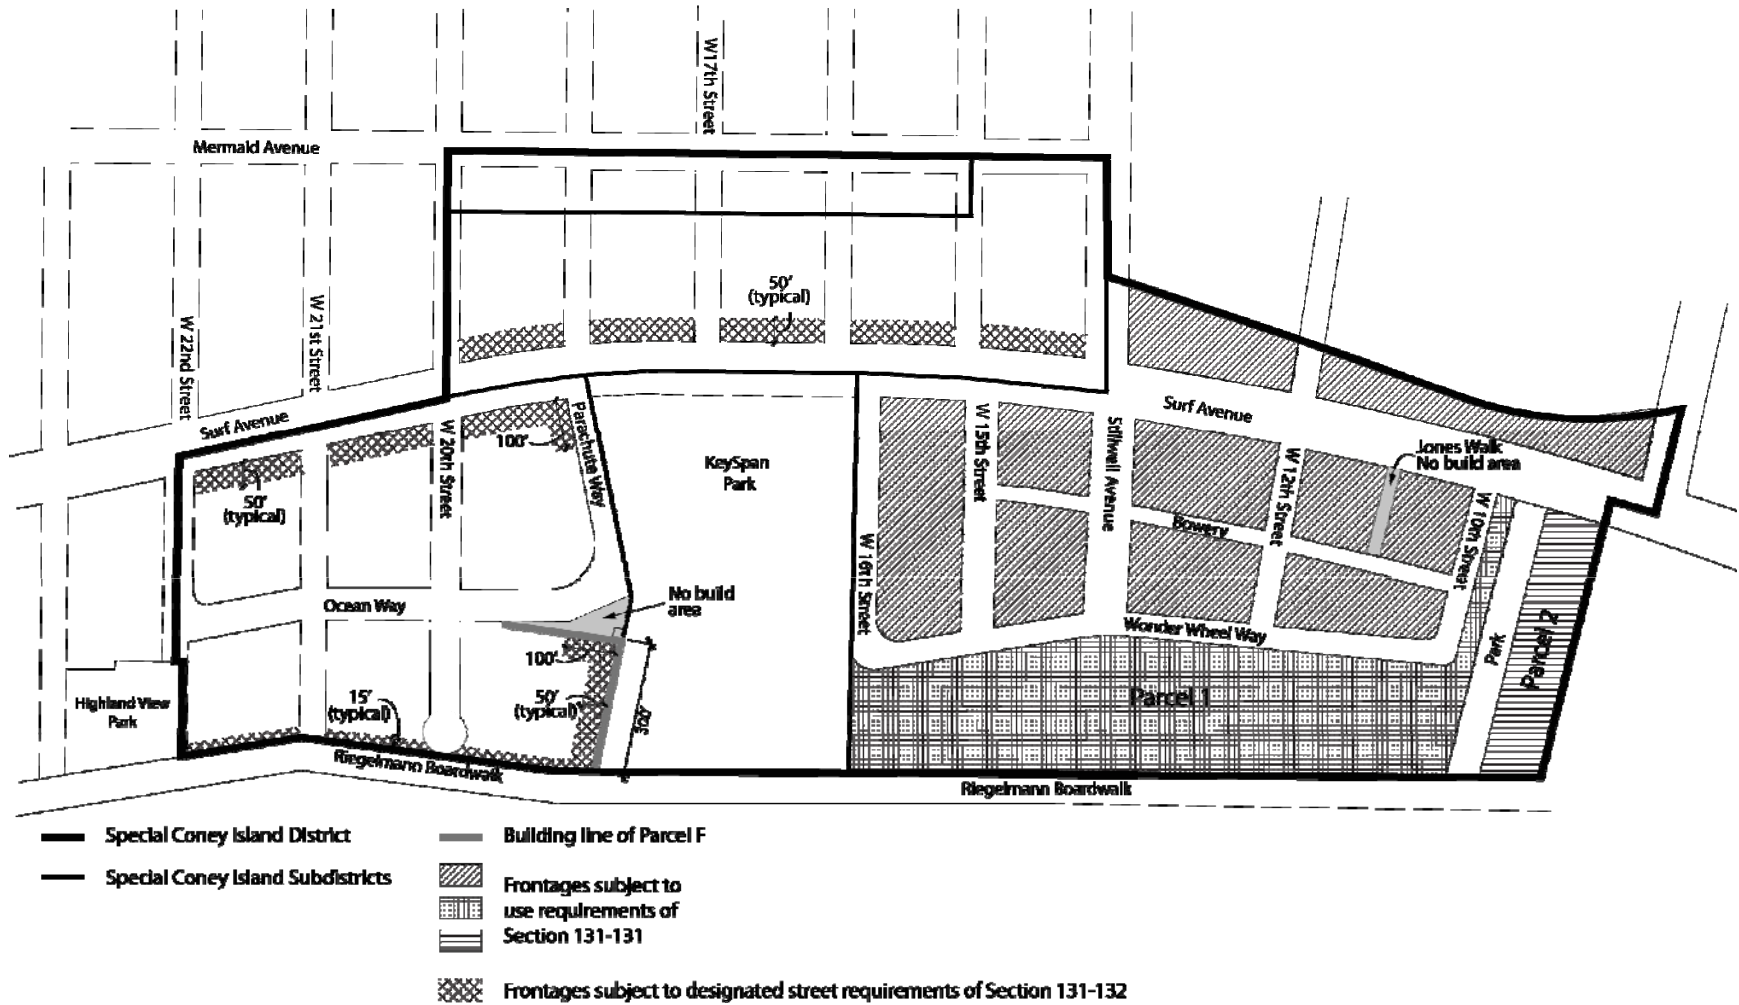 W 17th Street
Mermaid Avenue
50'
(typical)
W 22nd Street
W 21st Street
Surf Avenue
W 20th Street
100'
Parachute Way
KeySpan
Park
50'
(typical)
Surf Avenue
W 15th Street
Stillwell Avenue
W 12th Street
Jones Walk
No build area
W 10th Street
Bowery
W 16th Street
Ocean Way
No build
area
Wonder Wheel Way
Park
Parcel 2
100'
Highland View
Park
15'
(typical)
50'
(typical)
300'
Parcel 1
Riegelmann Boardwalk
Riegelmann Boardwalk
Special Coney Island District
Special Coney Island Subdistricts
Building line of Parcel F
Frontages subject to
use requirements of
Section 131-131
Frontages subject to designated street requirements of Section 131-132